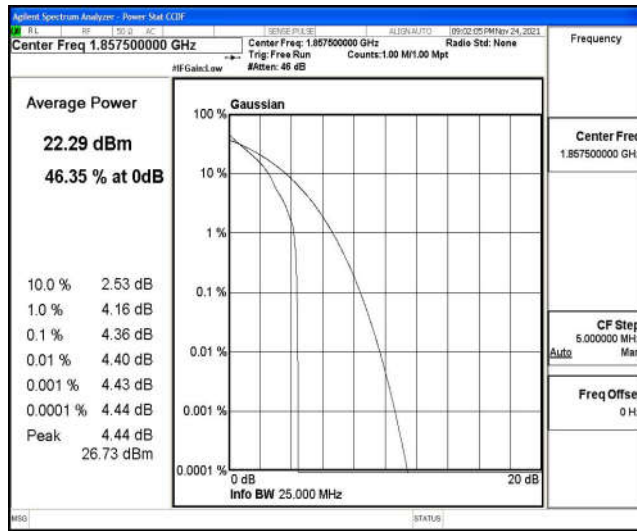 Agilent Spectrum Analyzer - Power Stat CCDF
RL RF 50 Ω AC SENSE:PULSE ALIGN AUTO 09:02:05 PM Nov 24, 2021
Center Freq 1.857500000 GHz
Center Freq: 1.857500000 GHz Radio Std: None
Trig: Free Run Counts:1.00 M/1.00 Mpt
#IFGain:Low #Atten: 46 dB
Frequency
Average Power
22.29 dBm
46.35 % at 0dB
10.0 % 2.53 dB
1.0 % 4.16 dB
0.1 % 4.36 dB
0.01 % 4.40 dB
0.001 % 4.43 dB
0.0001 % 4.44 dB
Peak 4.44 dB
26.73 dBm
Gaussian
100 %
10 %
1 %
0.1 %
0.01 %
0.001 %
0.0001 %
0 dB 20 dB
Info BW 25.000 MHz
Center Freq
1.857500000 GHz
CF Step
5.000000 MHz
Auto Man
Freq Offset
0 Hz
MSG STATUS